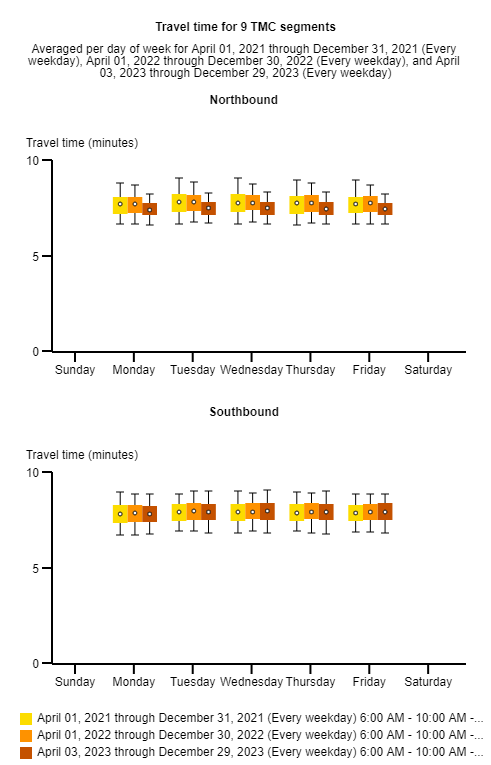 Travel time for 9 TMC segments
Averaged per day of week for April 01, 2021 through December 31, 2021 (Every
weekday), April 01, 2022 through December 30, 2022 (Every weekday), and April
03, 2023 through December 29, 2023 (Every weekday)
Northbound
Travel time (minutes)
10
5
0
Sunday Monday Tuesday Wednesday Thursday Friday Saturday
Southbound
Travel time (minutes)
10
5
0
Sunday Monday Tuesday Wednesday Thursday Friday Saturday
April 01, 2021 through December 31, 2021 (Every weekday) 6:00 AM - 10:00 AM -...
April 01, 2022 through December 30, 2022 (Every weekday) 6:00 AM - 10:00 AM -...
April 03, 2023 through December 29, 2023 (Every weekday) 6:00 AM - 10:00 AM -...